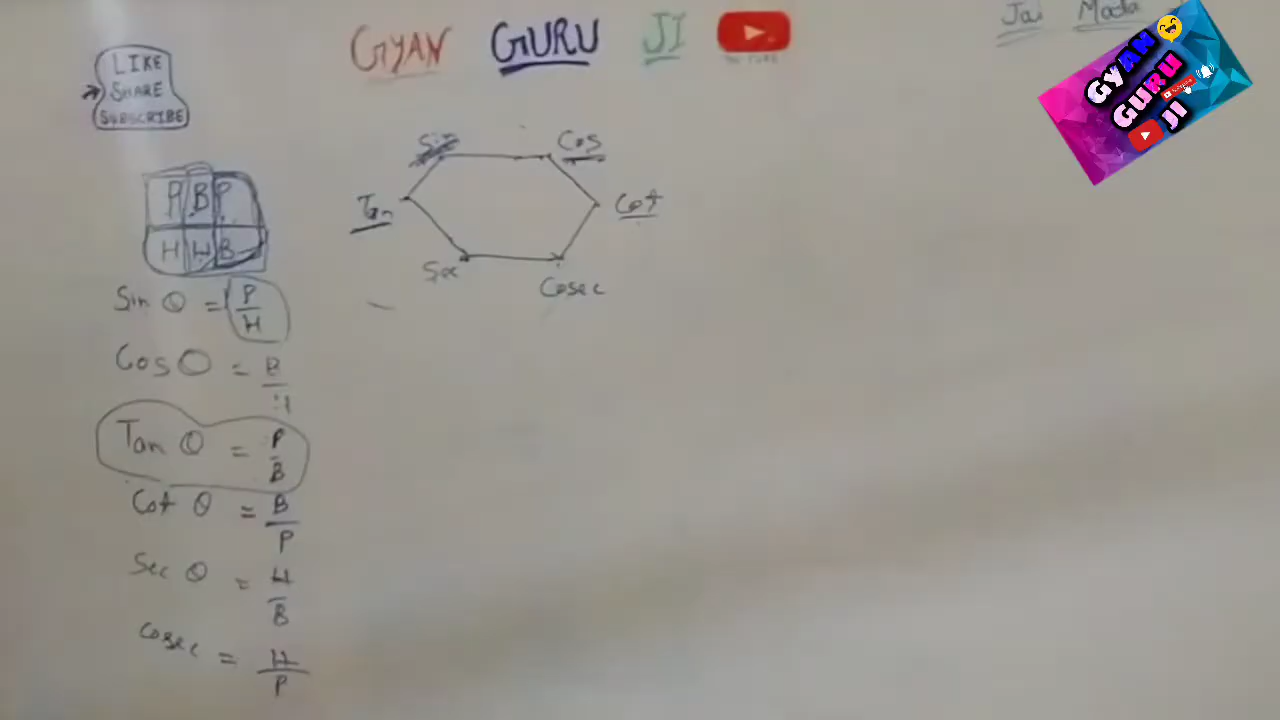 GYAN GURU JI
Jai Mata
GYAN
GURU
JI
LIKE
SHARE
SUBSCRIBE
P B P
H H B
Sin Cos
Tan Cot
Sec Cosec
Sin θ = P/H
Cos θ = B/H
Tan θ = P/B
Cot θ = B/P
Sec θ = H/B
Cosec = H/P